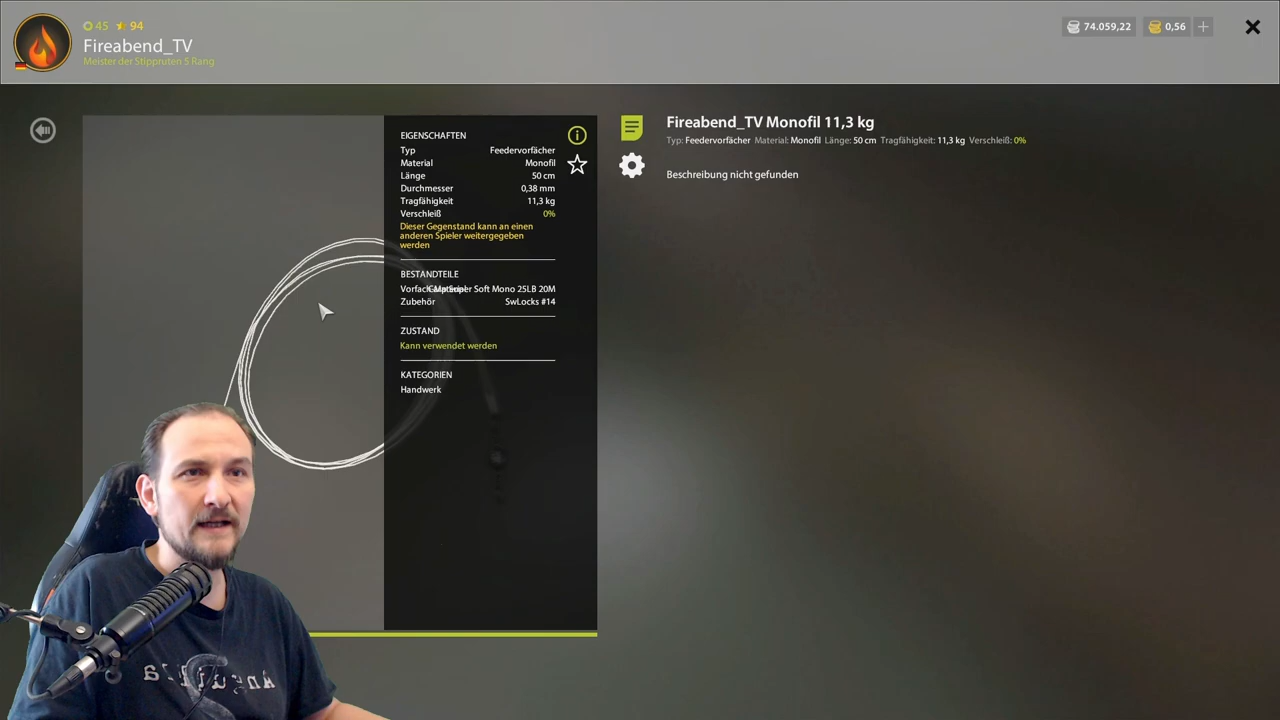 45 94
74.059,22
0,56
Fireabend_TV
Meister der Stippruten 5 Rang
EIGENSCHAFTEN
Typ Feedervorfächer
Material Monofil
Länge 50 cm
Durchmesser 0,38 mm
Tragfähigkeit 11,3 kg
Verschleiß 0%
Dieser Gegenstand kann an einen
anderen Spieler weitergegeben
werden
BESTANDTEILE
Super Soft Mono 25LB 20M
Zubehör SwLocks #14
ZUSTAND
Kann verwendet werden
KATEGORIEN
Handwerk
Fireabend_TV Monofil 11,3 kg
Typ: Feedervorfächer Material: Monofil Länge: 50 cm Tragfähigkeit: 11,3 kg Verschleiß: 0%
Beschreibung nicht gefunden